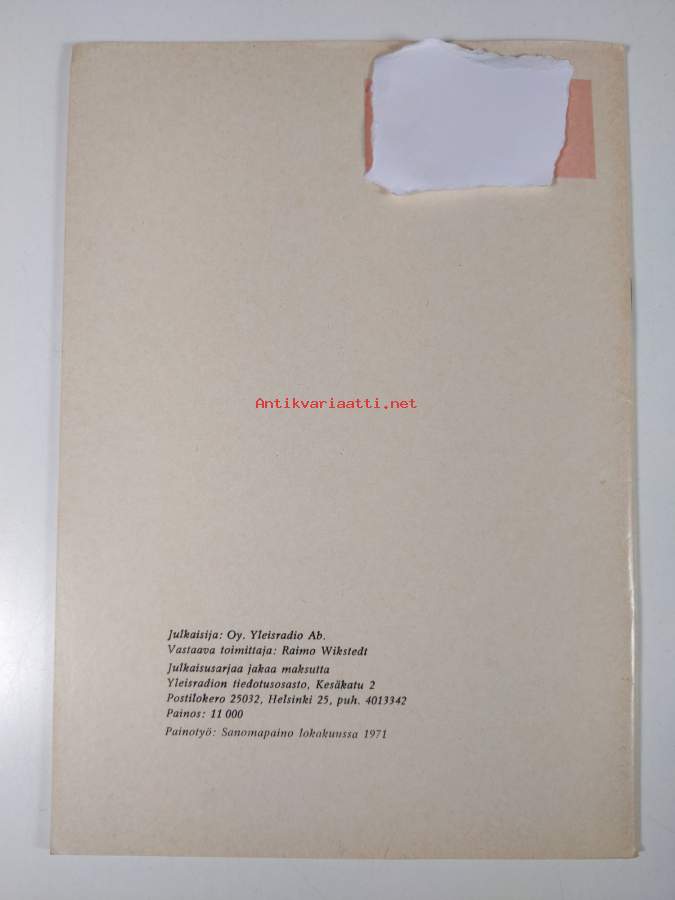 Antikvariaatti.net
Julkaisija: Oy. Yleisradio Ab.
Vastaava toimittaja: Raimo Wikstedt
Julkaisusarjaa jakaa maksutta
Yleisradion tiedotusosasto, Kesäkatu 2
Postilokero 25032, Helsinki 25, puh. 4013342
Painos: 11 000
Painotyö: Sanomapaino lokakuussa 1971